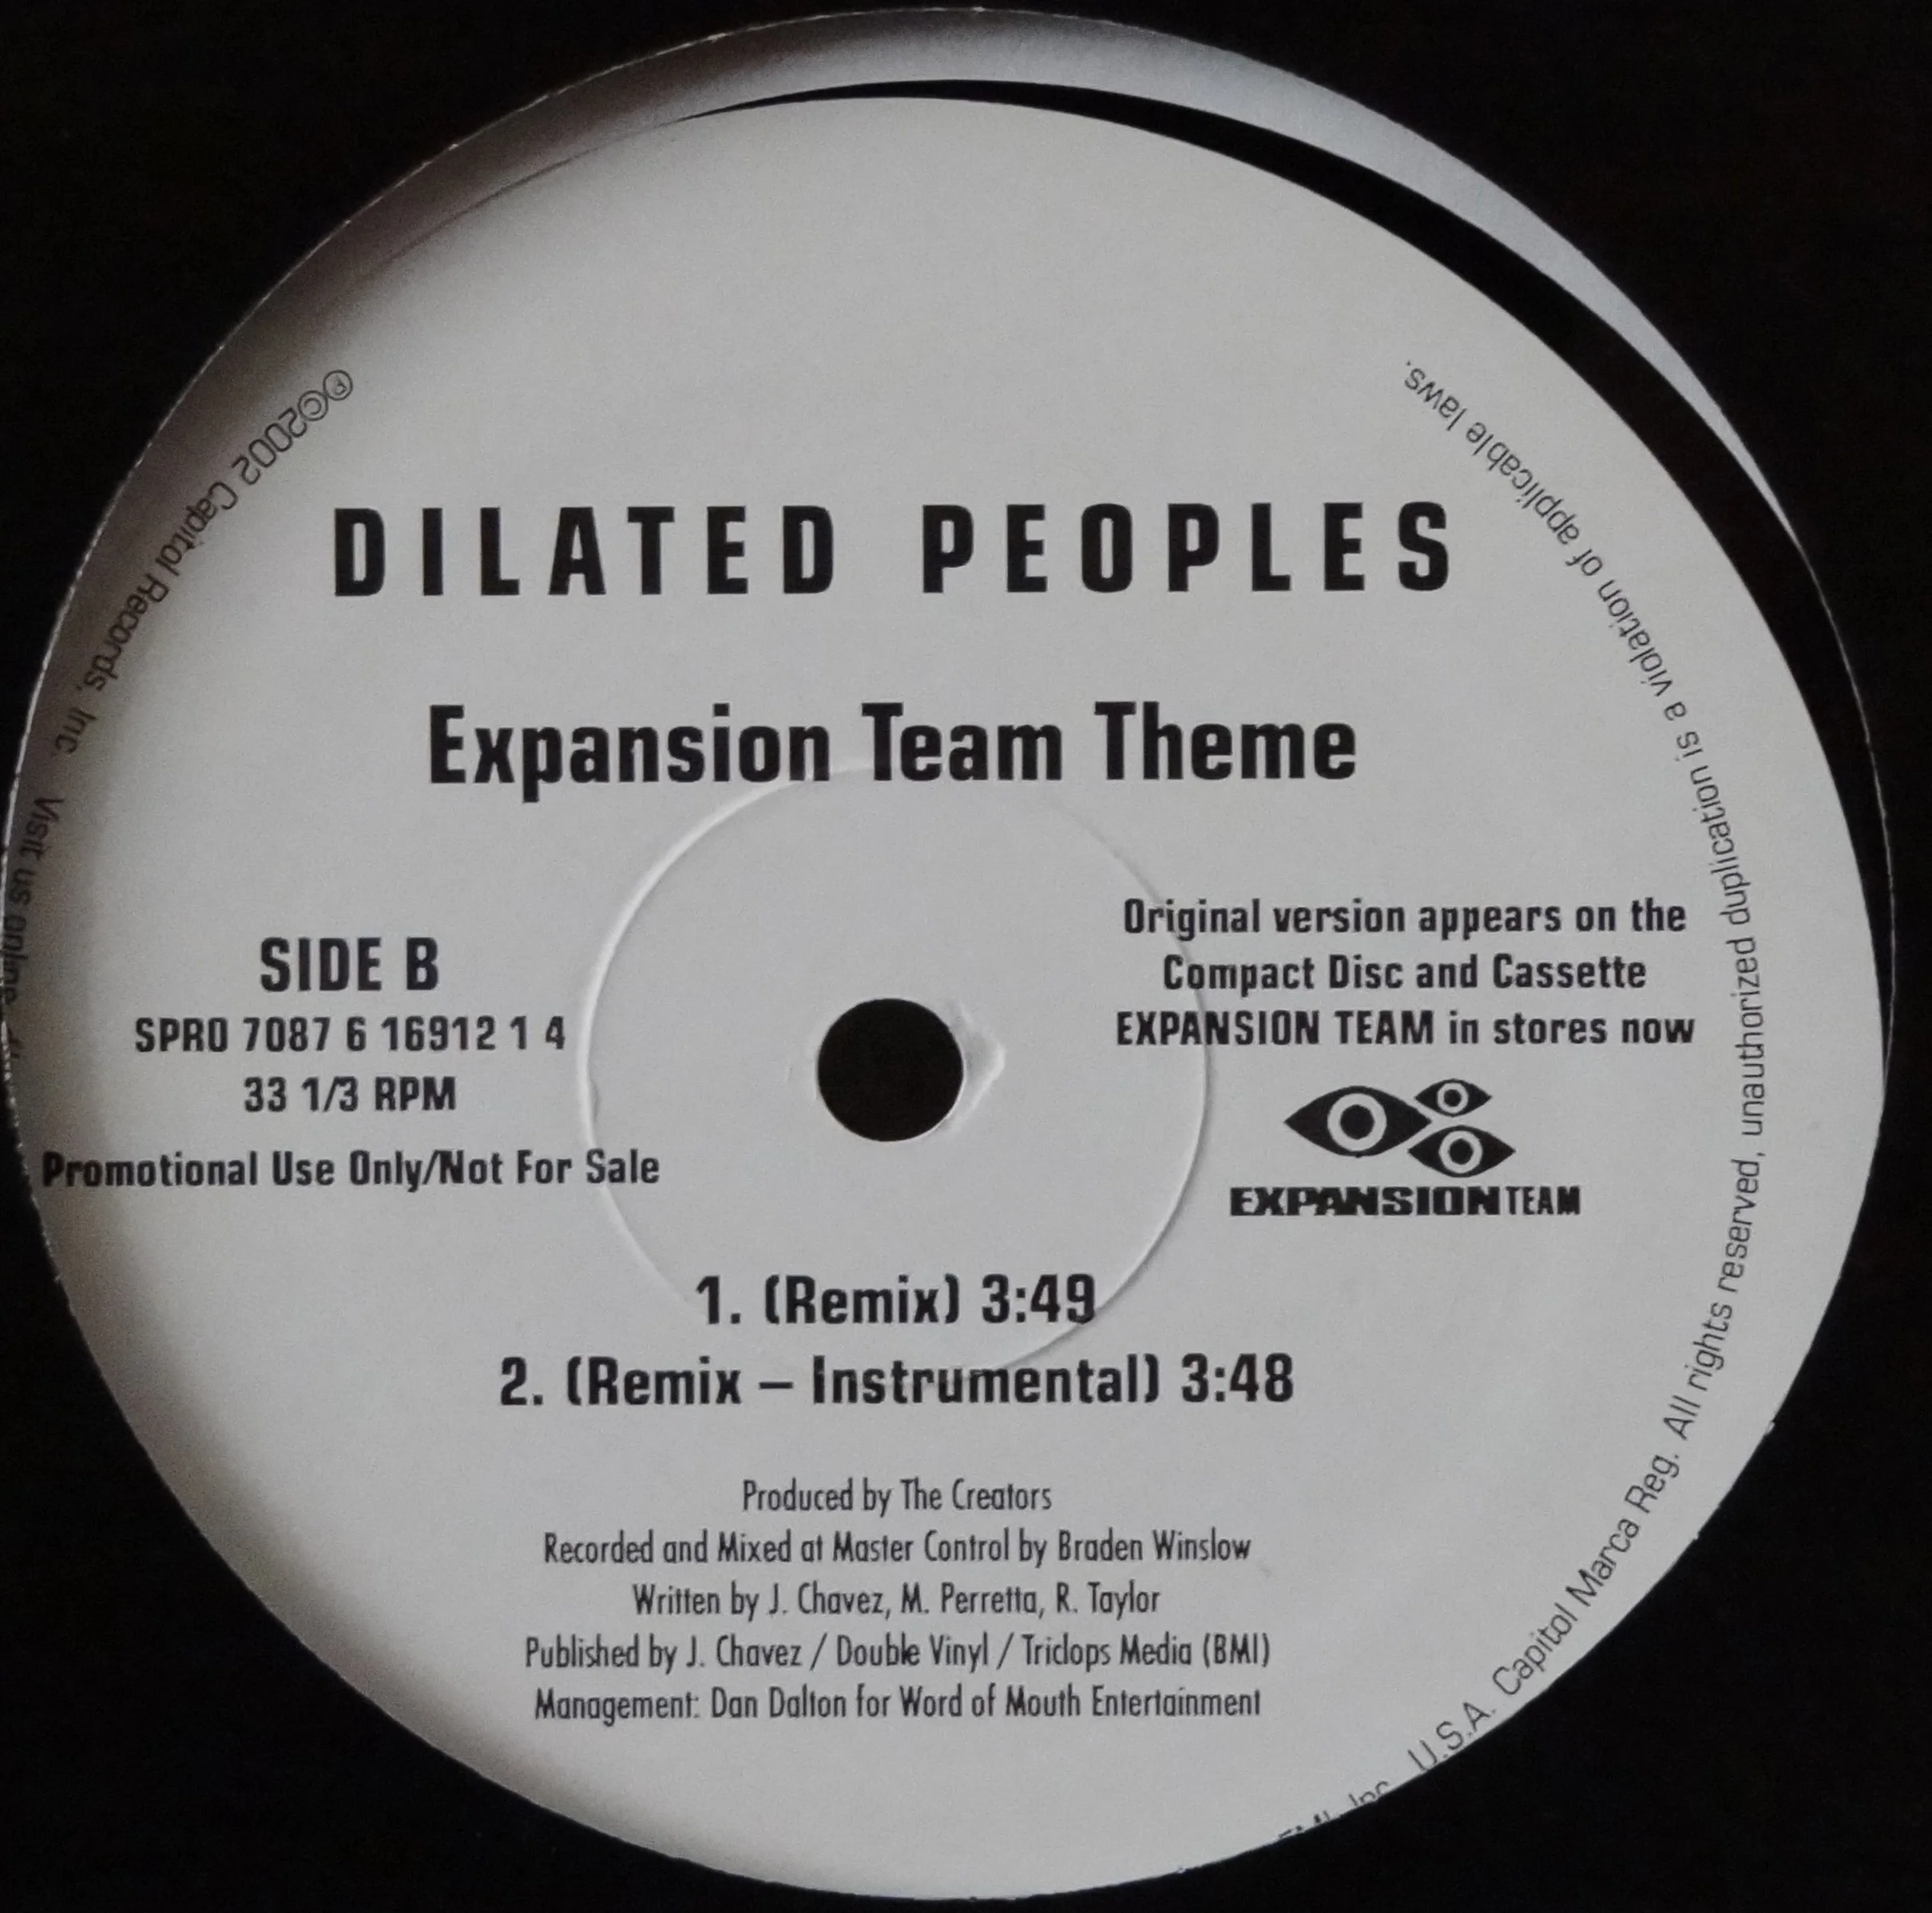 DILATED PEOPLES
Expansion Team Theme
SIDE B
SPRO 7087 6 16912 1 4
33 1/3 RPM
Promotional Use Only/Not For Sale
Original version appears on the
Compact Disc and Cassette
EXPANSION TEAM in stores now
EXPANSIONTEAM
1. (Remix) 3:49
2. (Remix – Instrumental) 3:48
Produced by The Creators
Recorded and Mixed at Master Control by Braden Winslow
Written by J. Chavez, M. Perretta, R. Taylor
Published by J. Chavez / Double Vinyl / Triclops Media (BMI)
Management: Dan Dalton for Word of Mouth Entertainment
℗©2002 Capitol Records, Inc. Visit us online
Inc. U.S.A. Capitol Marca Reg. All rights reserved, unauthorized duplication is a violation of applicable laws.